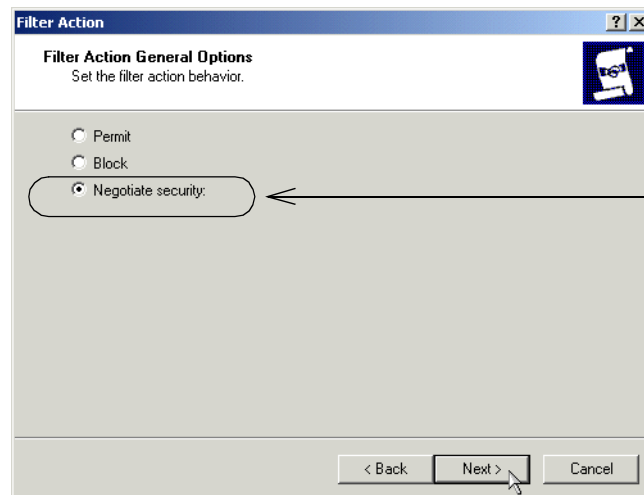 Filter Action
Filter Action General Options
Set the filter action behavior.
Permit
Block
Negotiate security:
< Back
Next >
Cancel